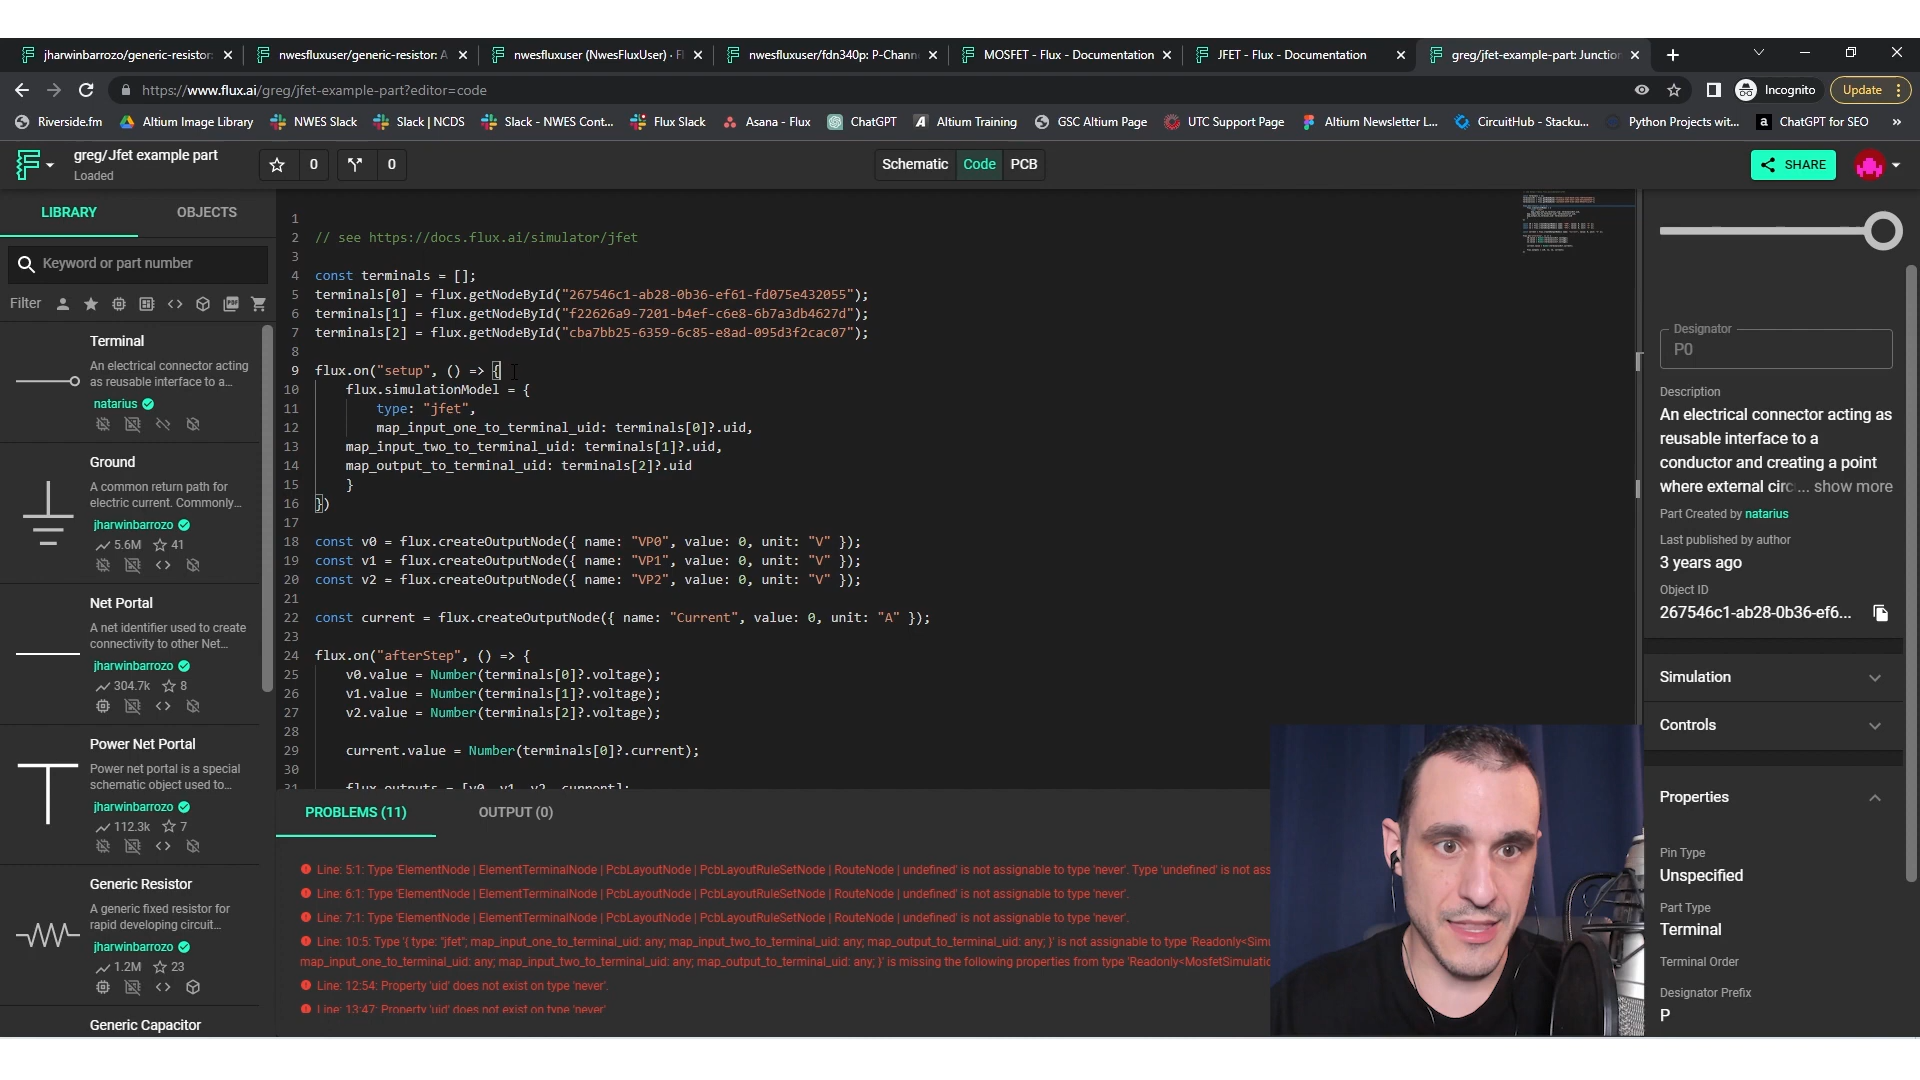 jharwinbarrozo/generic-resistor:
nwesfluxuser/generic-resistor: A
nwesfluxuser (NwesFluxUser) · Fl
nwesfluxuser/fdn340p: P-Chann
MOSFET - Flux - Documentation
JFET - Flux - Documentation
greg/jfet-example-part: Junction
https://www.flux.ai/greg/jfet-example-part?editor=code
Incognito
Update
Riverside.fm
Altium Image Library
NWES Slack
Slack | NCDS
Slack - NWES Cont...
Flux Slack
Asana - Flux
ChatGPT
Altium Training
GSC Altium Page
UTC Support Page
Altium Newsletter L...
CircuitHub - Stacku...
Python Projects wit...
ChatGPT for SEO
greg/Jfet example part
Loaded
0
0
Schematic
Code
PCB
SHARE
LIBRARY
OBJECTS
Keyword or part number
Filter
Terminal
An electrical connector acting
as reusable interface to a...
natarius
Ground
A common return path for
electric current. Commonly...
jharwinbarrozo
5.6M 41
Net Portal
A net identifier used to create
connectivity to other Net...
jharwinbarrozo
304.7k 8
Power Net Portal
Power net portal is a special
schematic object used to...
jharwinbarrozo
112.3k 7
Generic Resistor
A generic fixed resistor for
rapid developing circuit...
jharwinbarrozo
1.2M 23
Generic Capacitor
1
2 // see https://docs.flux.ai/simulator/jfet
3
4 const terminals = [];
5 terminals[0] = flux.getNodeById("267546c1-ab28-0b36-ef61-fd075e432055");
6 terminals[1] = flux.getNodeById("f22626a9-7201-b4ef-c6e8-6b7a3db4627d");
7 terminals[2] = flux.getNodeById("cba7bb25-6359-6c85-e8ad-095d3f2cac07");
8
9 flux.on("setup", () => {
10 flux.simulationModel = {
11 type: "jfet",
12 map_input_one_to_terminal_uid: terminals[0]?.uid,
13 map_input_two_to_terminal_uid: terminals[1]?.uid,
14 map_output_to_terminal_uid: terminals[2]?.uid
15 }
16 })
17
18 const v0 = flux.createOutputNode({ name: "VP0", value: 0, unit: "V" });
19 const v1 = flux.createOutputNode({ name: "VP1", value: 0, unit: "V" });
20 const v2 = flux.createOutputNode({ name: "VP2", value: 0, unit: "V" });
21
22 const current = flux.createOutputNode({ name: "Current", value: 0, unit: "A" });
23
24 flux.on("afterStep", () => {
25 v0.value = Number(terminals[0]?.voltage);
26 v1.value = Number(terminals[1]?.voltage);
27 v2.value = Number(terminals[2]?.voltage);
28
29 current.value = Number(terminals[0]?.current);
30
31 flux.outputs = [v0, v1, v2, current];
PROBLEMS (11)
OUTPUT (0)
Line: 5:1: Type 'ElementNode | ElementTerminalNode | PcbLayoutNode | PcbLayoutRuleSetNode | RouteNode | undefined' is not assignable to type 'never'. Type 'undefined' is not ass
Line: 6:1: Type 'ElementNode | ElementTerminalNode | PcbLayoutNode | PcbLayoutRuleSetNode | RouteNode | undefined' is not assignable to type 'never'.
Line: 7:1: Type 'ElementNode | ElementTerminalNode | PcbLayoutNode | PcbLayoutRuleSetNode | RouteNode | undefined' is not assignable to type 'never'.
Line: 10:5: Type '{ type: "jfet"; map_input_one_to_terminal_uid: any; map_input_two_to_terminal_uid: any; map_output_to_terminal_uid: any; }' is not assignable to type 'Readonly<Simu
map_input_one_to_terminal_uid: any; map_input_two_to_terminal_uid: any; map_output_to_terminal_uid: any; }' is missing the following properties from type 'Readonly<MosfetSimulatio
Line: 12:54: Property 'uid' does not exist on type 'never'.
Line: 13:47: Property 'uid' does not exist on type 'never'
Designator
P0
Description
An electrical connector acting as
reusable interface to a
conductor and creating a point
where external circ... show more
Part Created by natarius
Last published by author
3 years ago
Object ID
267546c1-ab28-0b36-ef6...
Simulation
Controls
Properties
Pin Type
Unspecified
Part Type
Terminal
Terminal Order
Designator Prefix
P